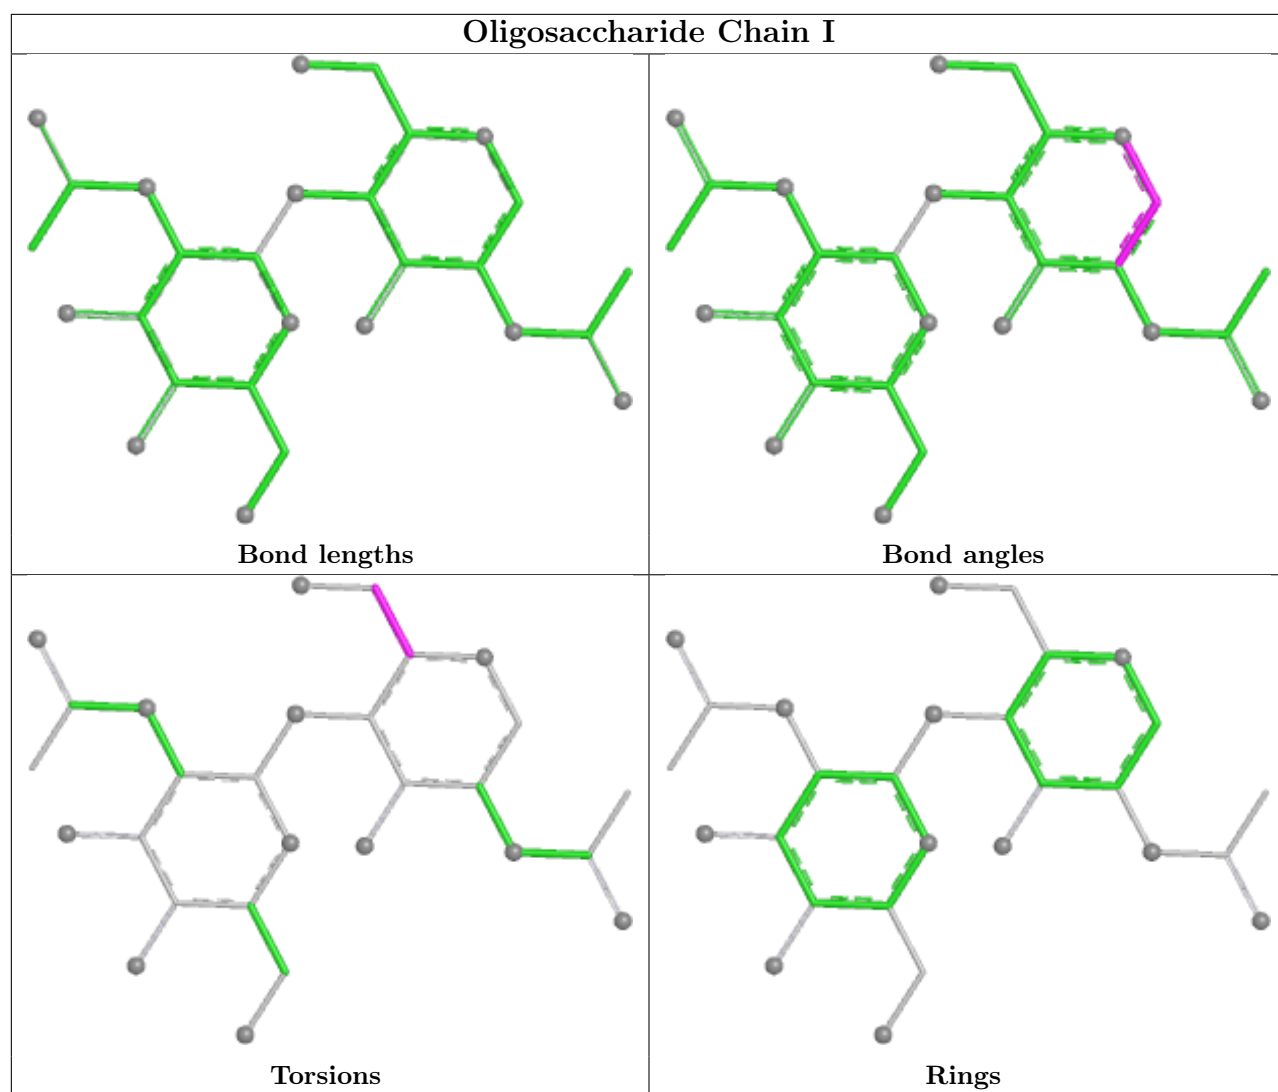 Oligosaccharide Chain I
Bond lengths
Bond angles
Torsions
Rings